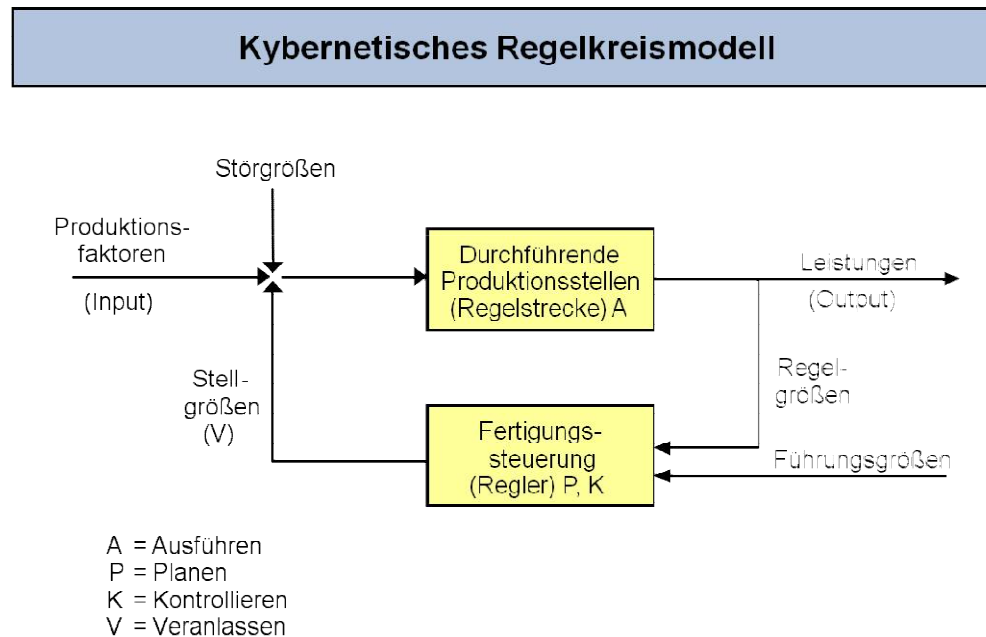 Kybernetisches Regelkreismodell
Störgrößen
Produktions-
faktoren
(Input)
Durchführende
Produktionsstellen
(Regelstrecke) A
Leistungen
(Output)
Stell-
größen
(V)
Regel-
größen
Fertigungs-
steuerung
(Regler) P, K
Führungsgrößen
A = Ausführen
P = Planen
K = Kontrollieren
V = Veranlassen